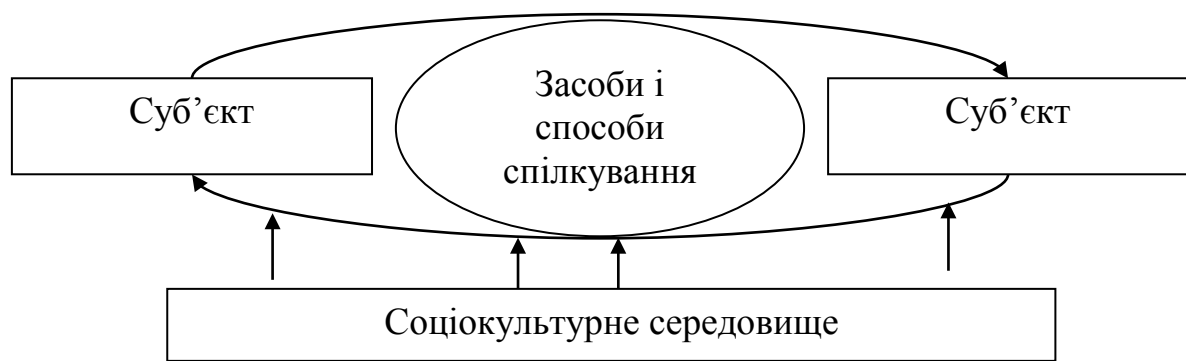 Суб’єкт
Засоби і
способи
спілкування
Суб’єкт
Соціокультурне середовище